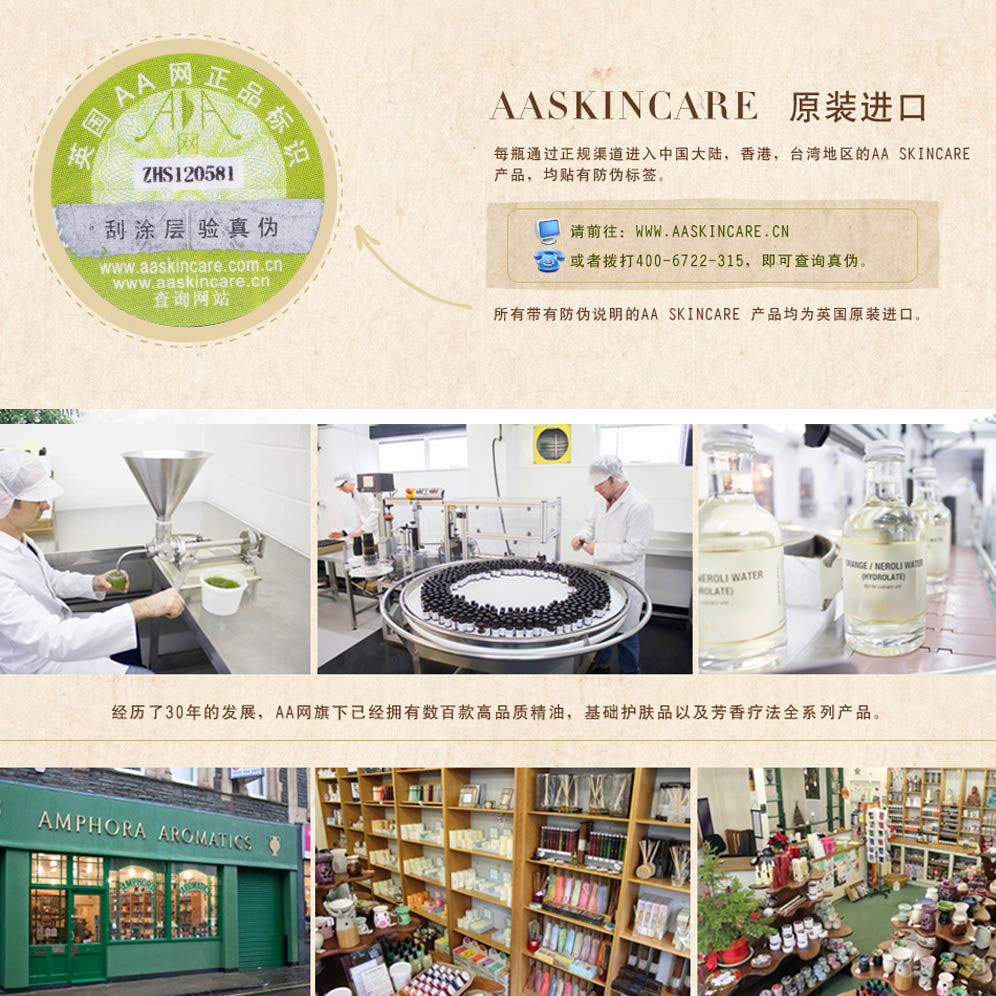 英国AA网正品标识
AA
网
ZHS120581
刮涂层验真伪
www.aaskincare.com.cn
www.aaskincare.cn
查询网站
AASKINCARE 原装进口
每瓶通过正规渠道进入中国大陆，香港，台湾地区的AA SKINCARE
产品，均贴有防伪标签。
请前往：WWW.AASKINCARE.CN
或者拨打400-6722-315，即可查询真伪。
所有带有防伪说明的AA SKINCARE 产品均为英国原装进口。
NEROLI WATER
ORANGE / NEROLI WATER
(HYDROLATE)
经历了30年的发展，AA网旗下已经拥有数百款高品质精油，基础护肤品以及芳香疗法全系列产品。
AMPHORA AROMATICS
AMPHORA AROMATICS